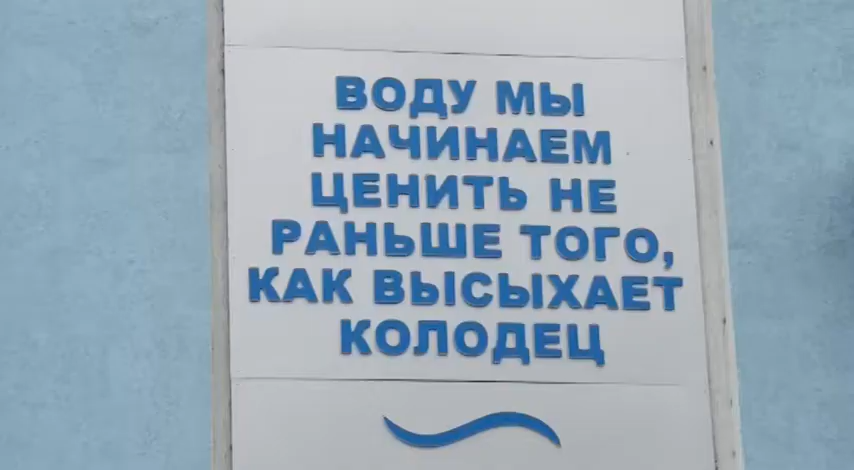 ВОДУ МЫ
НАЧИНАЕМ
ЦЕНИТЬ НЕ
РАНЬШЕ ТОГО,
КАК ВЫСЫХАЕТ
КОЛОДЕЦ